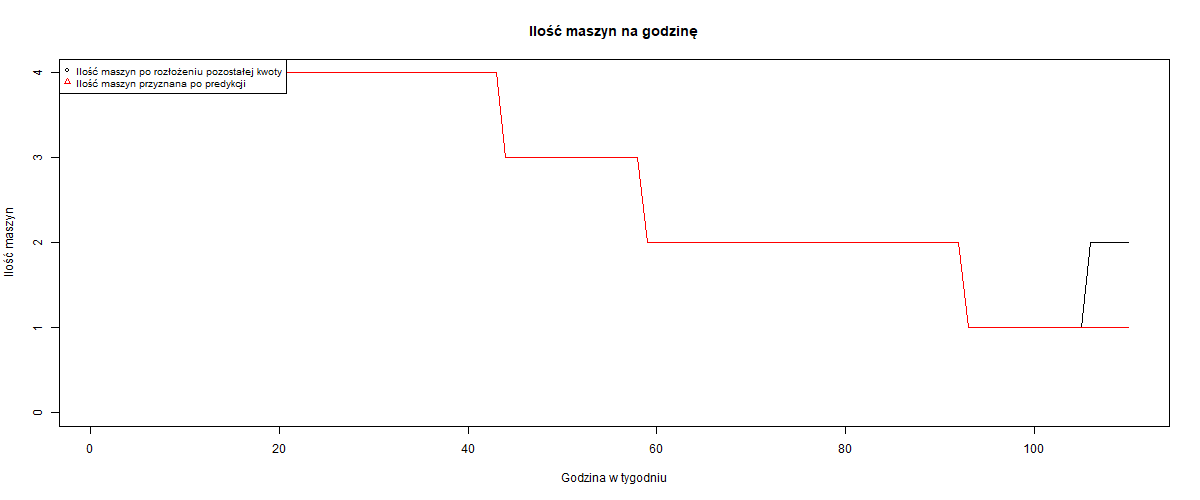 Ilość maszyn na godzinę
Ilość maszyn po rozłożeniu pozostałej kwoty
Ilość maszyn przyznana po predykcji
4
3
2
1
0
Ilość maszyn
0 20 40 60 80 100
Godzina w tygodniu